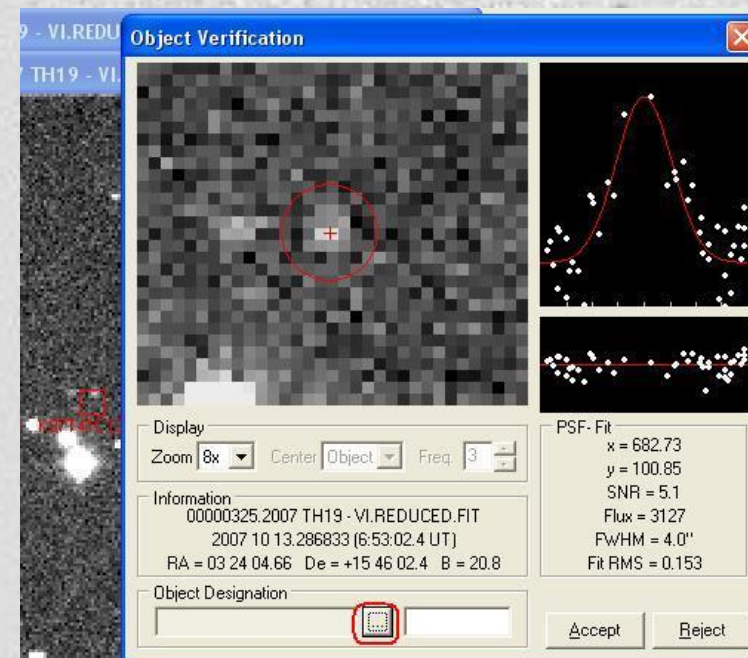 9 - VI.REDU
TH19 - VI.
Object Verification
Display
Zoom 8x Center Object Freq. 3
Information
00000325.2007 TH19 - VI.REDUCED.FIT
2007 10 13.286833 (6:53:02.4 UT)
RA = 03 24 04.66 De = +15 46 02.4 B = 20.8
Object Designation
...
PSF- Fit
x = 682.73
y = 100.85
SNR = 5.1
Flux = 3127
FWHM = 4.0"
Fit RMS = 0.153
Accept Reject